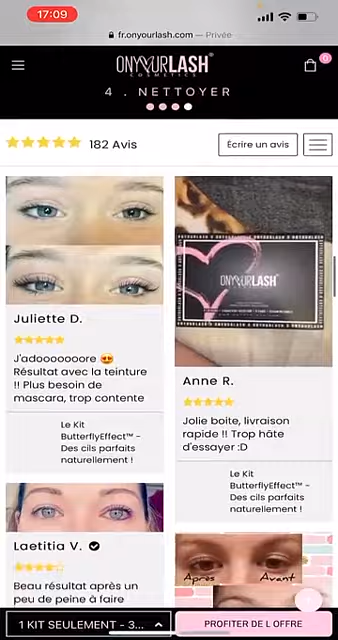 17:09
fr.onyourlash.com — Privée
ONYOURLASH®
COSMETICS
0
4 . NETTOYER
182 Avis
Écrire un avis
Juliette D.
J'adooooooore 😍
Résultat avec la teinture
!! Plus besoin de
mascara, trop contente
Le Kit
ButterflyEffect™ -
Des cils parfaits
naturellement !
ONYOURLASH
Anne R.
Jolie boite, livraison
rapide !! Trop hâte
d'essayer :D
Le Kit
ButterflyEffect™ -
Des cils parfaits
naturellement !
Laetitia V.
Beau résultat après un
peu de peine à faire
Après Avant
1 KIT SEULEMENT - 3...
PROFITER DE L OFFRE